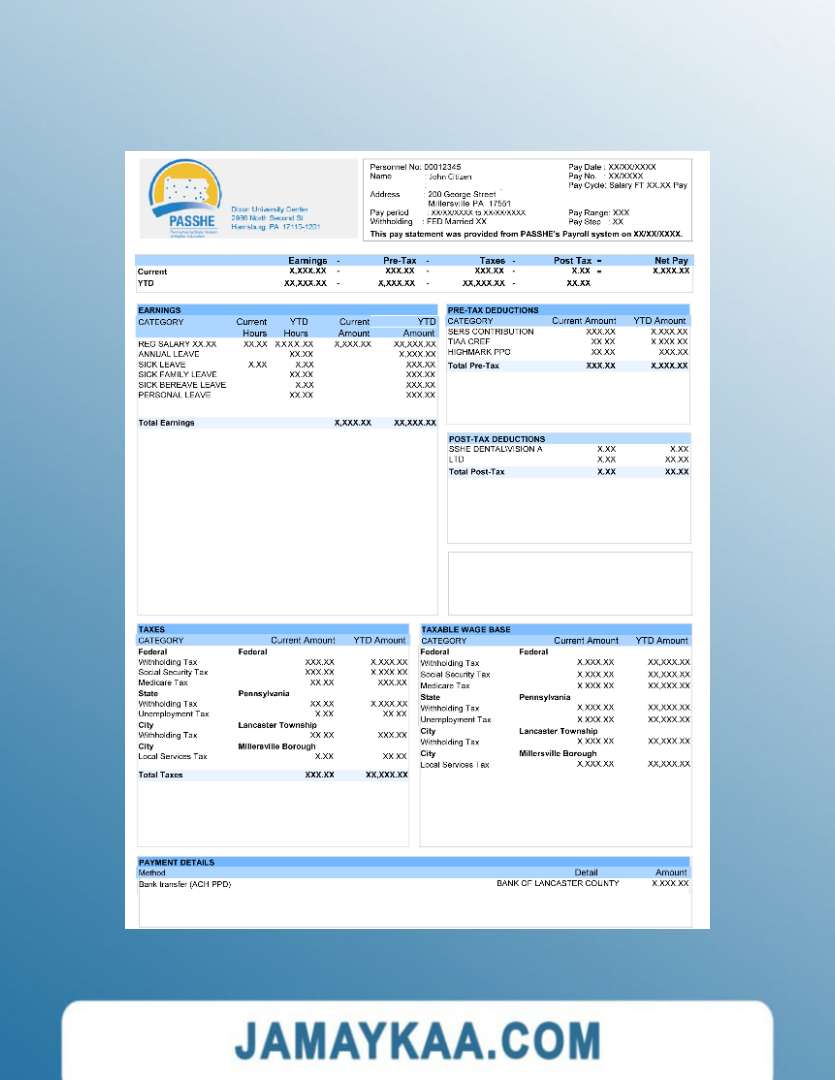 PASSHE
Pennsylvania's State System
of Higher Education
Dixon University Center
2986 North Second St
Harrisburg, PA 17110-1201
Personnel No: 00012345
Name : John Citizen
Address 200 George Street
Millersville PA 17551
Pay period : XX/XX/XXXX to XX/XX/XXXX
Withholding : FED Married XX
Pay Date : XX/XX/XXXX
Pay No. : XX/XXXX
Pay Cycle: Salary FT XX.XX Pay
Pay Range: XXX
Pay Step : XX
This pay statement was provided from PASSHE's Payroll system on XX/XX/XXXX.
Earnings - Pre-Tax - Taxes - Post Tax = Net Pay
Current X,XXX.XX - XXX.XX - XXX.XX - X.XX = X,XXX.XX
YTD XX,XXX.XX - X,XXX.XX - XX,XXX.XX - XX.XX
EARNINGS
CATEGORY Current YTD Current YTD
Hours Hours Amount Amount
REG SALARY XX.XX XX.XX XXXX.XX X,XXX.XX XX,XXX.XX
ANNUAL LEAVE XX.XX X,XXX.XX
SICK LEAVE X.XX X.XX XXX.XX
SICK FAMILY LEAVE XX.XX XXX.XX
SICK BEREAVE LEAVE X.XX XXX.XX
PERSONAL LEAVE XX.XX XXX.XX
Total Earnings X,XXX.XX XX,XXX.XX
PRE-TAX DEDUCTIONS
CATEGORY Current Amount YTD Amount
SERS CONTRIBUTION XXX.XX X,XXX.XX
TIAA CREF XX.XX X,XXX.XX
HIGHMARK PPO XX.XX XXX.XX
Total Pre-Tax XXX.XX X,XXX.XX
POST-TAX DEDUCTIONS
SSHE DENTAL\VISION A X.XX X.XX
LTD X.XX XX.XX
Total Post-Tax X.XX XX.XX
TAXES
CATEGORY Current Amount YTD Amount
Federal Federal
Withholding Tax XXX.XX X,XXX.XX
Social Security Tax XXX.XX X,XXX.XX
Medicare Tax XX.XX XXX.XX
State Pennsylvania
Withholding Tax XX.XX X,XXX.XX
Unemployment Tax X.XX XX.XX
City Lancaster Township
Withholding Tax XX.XX XXX.XX
City Millersville Borough
Local Services Tax X.XX XX.XX
Total Taxes XXX.XX XX,XXX.XX
TAXABLE WAGE BASE
CATEGORY Current Amount YTD Amount
Federal Federal
Withholding Tax X,XXX.XX XX,XXX.XX
Social Security Tax X,XXX.XX XX,XXX.XX
Medicare Tax X,XXX.XX XX,XXX.XX
State Pennsylvania
Withholding Tax X,XXX.XX XX,XXX.XX
Unemployment Tax X,XXX.XX XX,XXX.XX
City Lancaster Township
Withholding Tax X,XXX.XX XX,XXX.XX
City Millersville Borough
Local Services Tax X,XXX.XX XX,XXX.XX
PAYMENT DETAILS
Method Detail Amount
Bank transfer (ACH PPD) BANK OF LANCASTER COUNTY X,XXX.XX
JAMAYKAA.COM